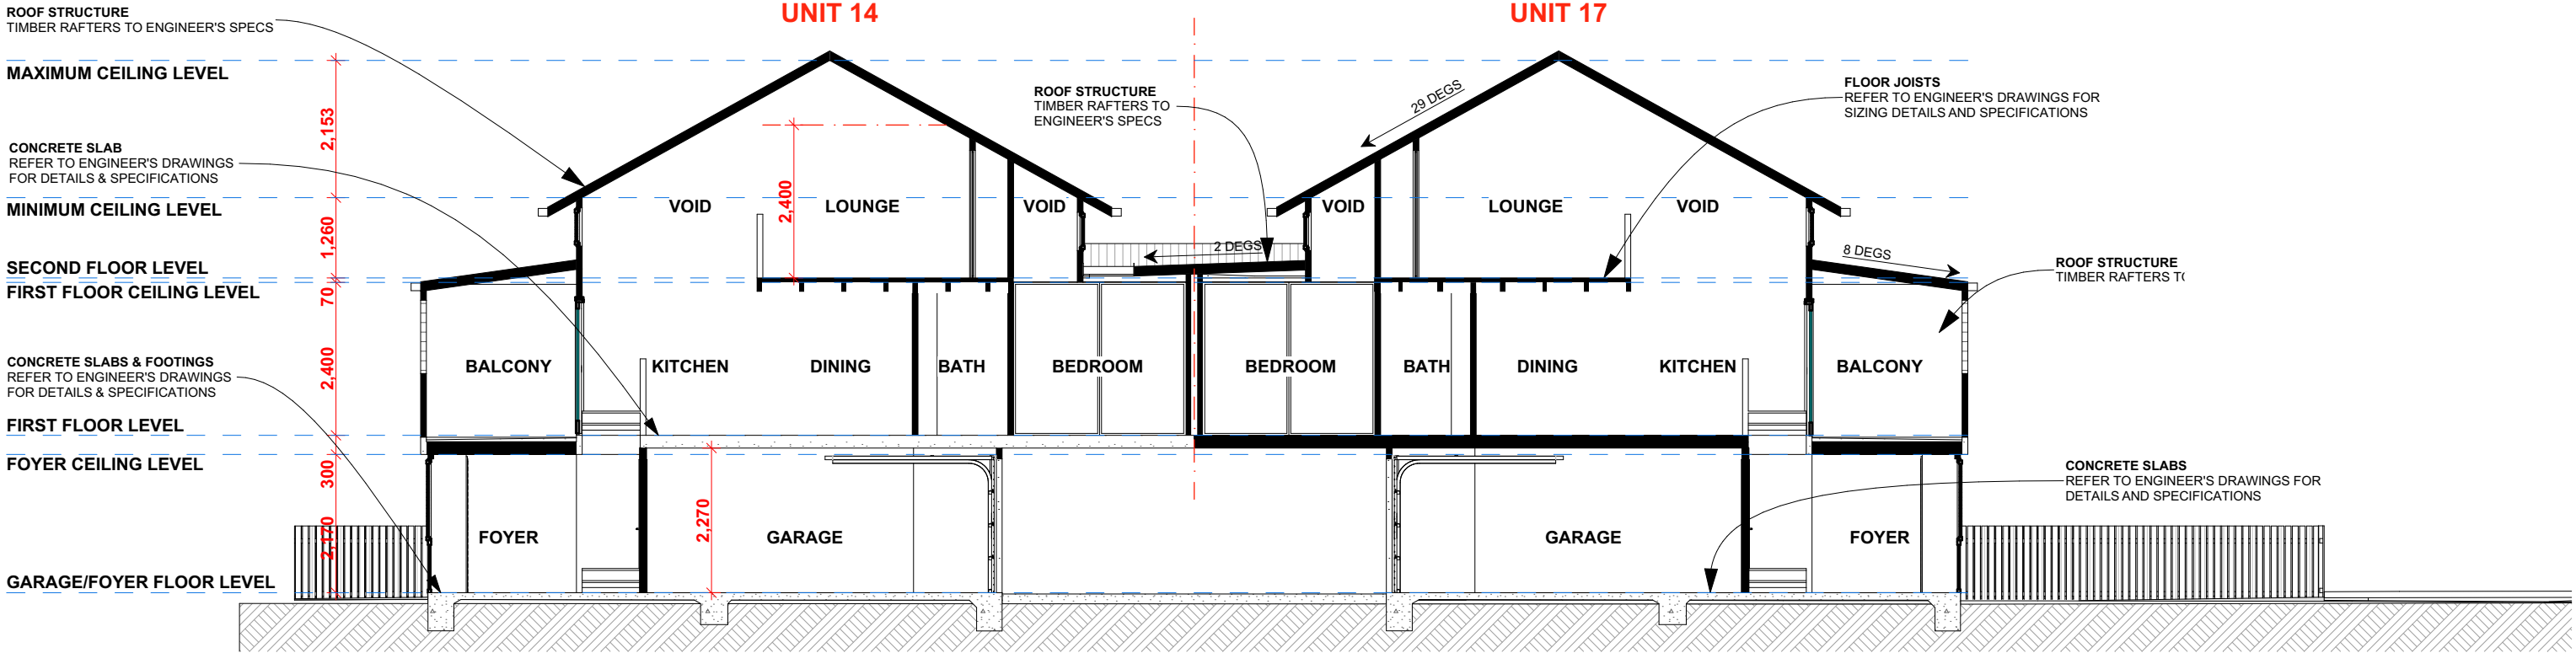 UNIT 14
UNIT 17
ROOF STRUCTURE
TIMBER RAFTERS TO ENGINEER'S SPECS
MAXIMUM CEILING LEVEL
2,153
CONCRETE SLAB
REFER TO ENGINEER'S DRAWINGS
FOR DETAILS & SPECIFICATIONS
MINIMUM CEILING LEVEL
1,260
SECOND FLOOR LEVEL
FIRST FLOOR CEILING LEVEL
70
CONCRETE SLABS & FOOTINGS
REFER TO ENGINEER'S DRAWINGS
FOR DETAILS & SPECIFICATIONS
2,400
FIRST FLOOR LEVEL
FOYER CEILING LEVEL
300
2,170
GARAGE/FOYER FLOOR LEVEL
ROOF STRUCTURE
TIMBER RAFTERS TO
ENGINEER'S SPECS
29 DEGS
FLOOR JOISTS
REFER TO ENGINEER'S DRAWINGS FOR
SIZING DETAILS AND SPECIFICATIONS
2,400
VOID
LOUNGE
VOID
VOID
LOUNGE
VOID
2 DEGS
8 DEGS
ROOF STRUCTURE
TIMBER RAFTERS TO
BALCONY
KITCHEN
DINING
BATH
BEDROOM
BEDROOM
BATH
DINING
KITCHEN
BALCONY
CONCRETE SLABS
REFER TO ENGINEER'S DRAWINGS FOR
DETAILS AND SPECIFICATIONS
2,270
FOYER
GARAGE
GARAGE
FOYER